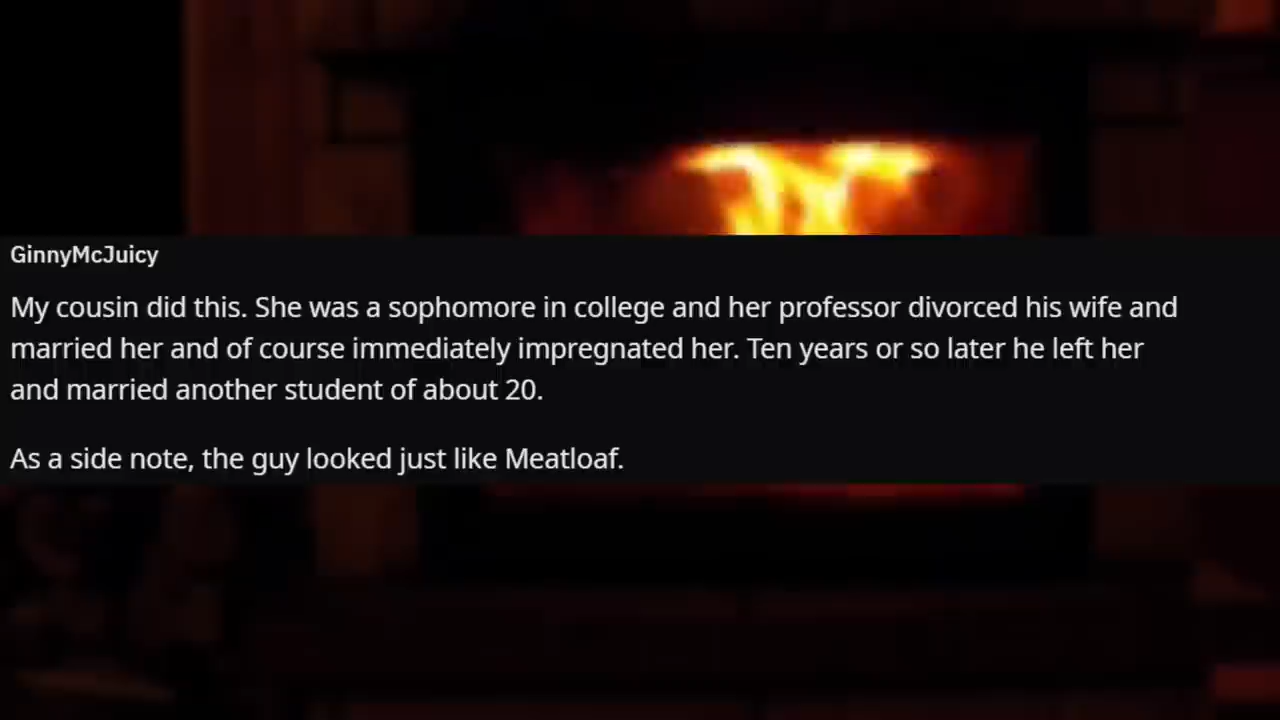 GinnyMcJuicy
My cousin did this. She was a sophomore in college and her professor divorced his wife and
married her and of course immediately impregnated her. Ten years or so later he left her
and married another student of about 20.
As a side note, the guy looked just like Meatloaf.